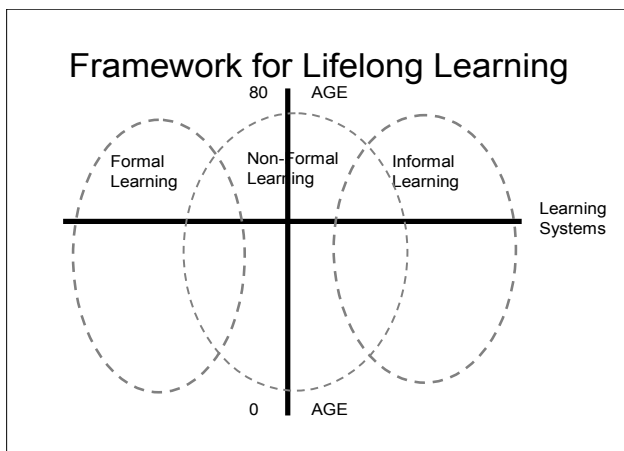 Framework for Lifelong Learning
80 AGE
Formal
Learning
Non-Formal
Learning
Informal
Learning
Learning
Systems
0 AGE